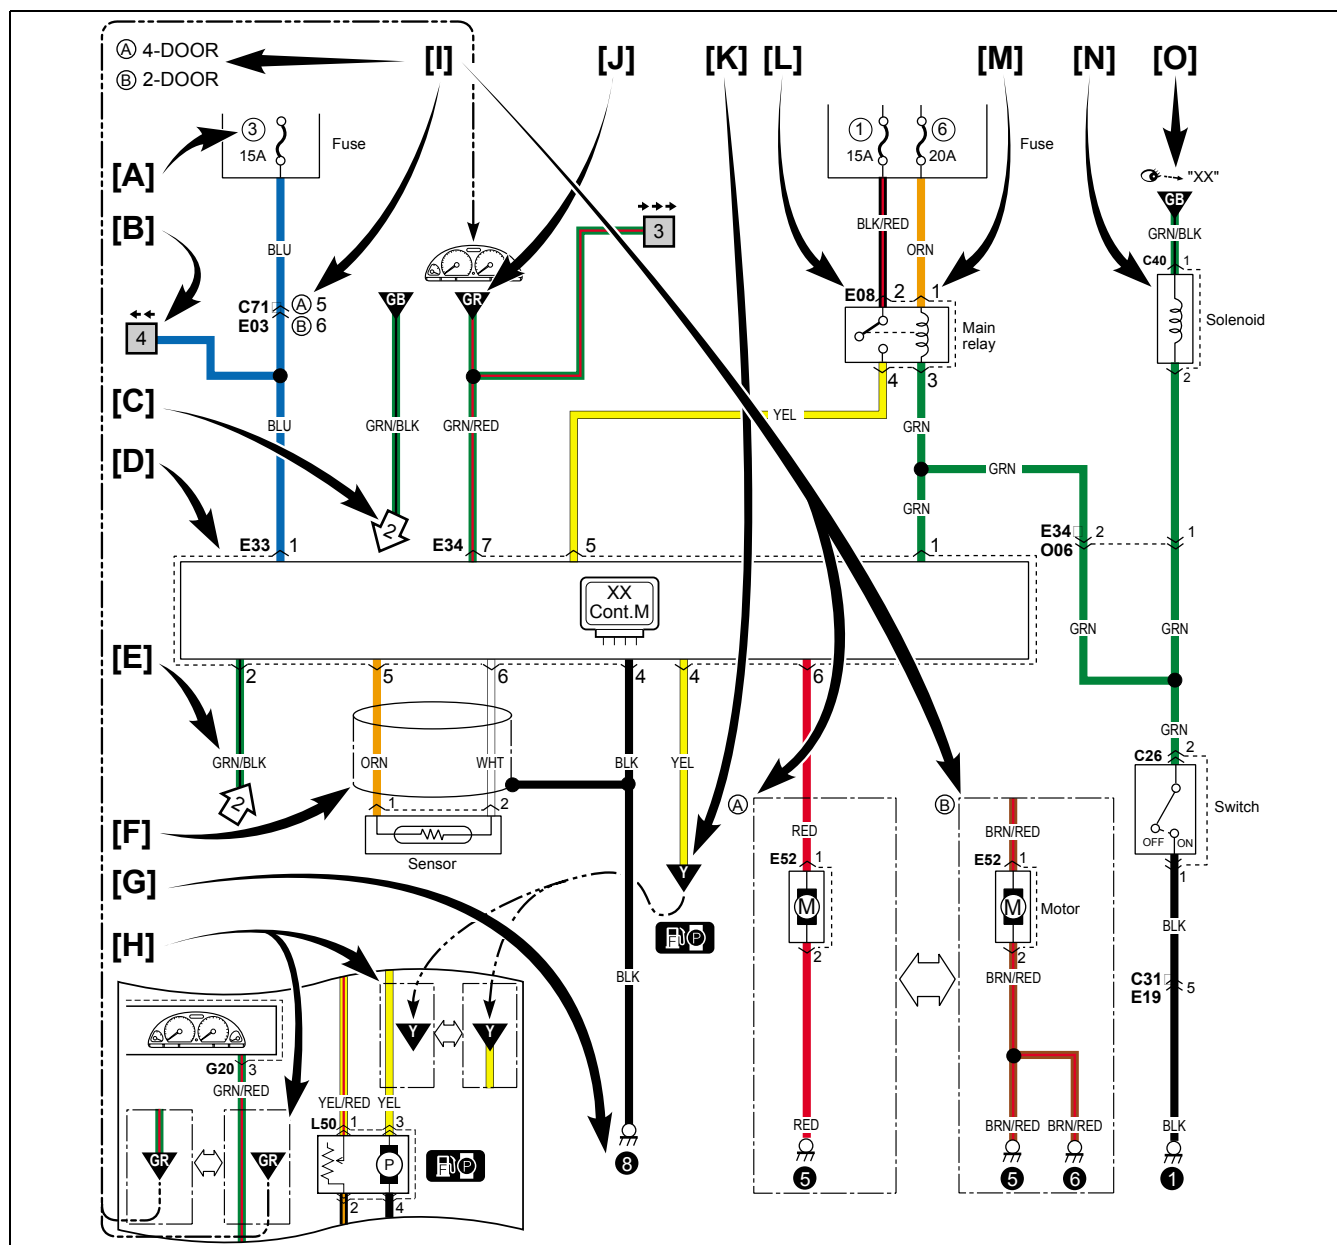 Ⓐ 4-DOOR
Ⓑ 2-DOOR
[I]
[J]
[K]
[L]
[M]
[N]
[O]
③
15A
Fuse
①
15A
⑥
20A
Fuse
[A]
"XX"
GB
[B]
BLU
3
BLK/RED
ORN
GRN/BLK
C40
1
C71
Ⓐ 5
E03
Ⓑ 6
GB
GR
E08
2
1
4
Main
relay
Solenoid
4
3
2
[C]
BLU
GRN/BLK
GRN/RED
YEL
GRN
[D]
GRN
GRN
2
E33
1
E34
7
5
1
E34
2
O06
1
XX
Cont.M
GRN
GRN
[E]
2
5
6
4
4
6
GRN
GRN/BLK
ORN
WHT
BLK
YEL
C26
2
2
1
2
Ⓐ
Ⓑ
Switch
[F]
Sensor
RED
BRN/RED
OFF
ON
E52
1
E52
1
1
[G]
Y
M
M
Motor
P
BLK
[H]
2
2
BLK
BRN/RED
C31
E19
5
Y
Y
G20
3
GRN/RED
YEL/RED
YEL
L50
1
3
RED
BRN/RED
BRN/RED
BLK
GR
GR
P
P
8
5
5
6
1
2
4